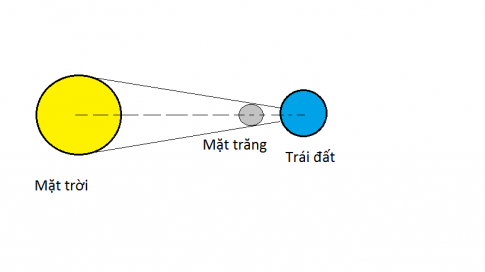 Mặt trăng
Trái đất
Mặt trời